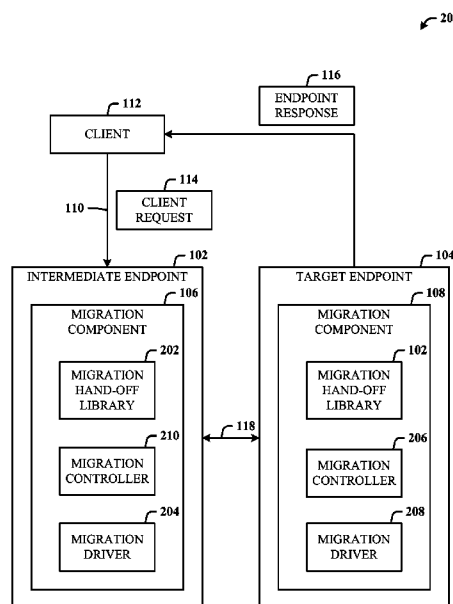 20
116
ENDPOINT
RESPONSE
112
CLIENT
114
110
CLIENT
REQUEST
102
INTERMEDIATE ENDPOINT
106
MIGRATION
COMPONENT
202
MIGRATION
HAND-OFF
LIBRARY
210
MIGRATION
CONTROLLER
204
MIGRATION
DRIVER
118
104
TARGET ENDPOINT
108
MIGRATION
COMPONENT
102
MIGRATION
HAND-OFF
LIBRARY
206
MIGRATION
CONTROLLER
208
MIGRATION
DRIVER